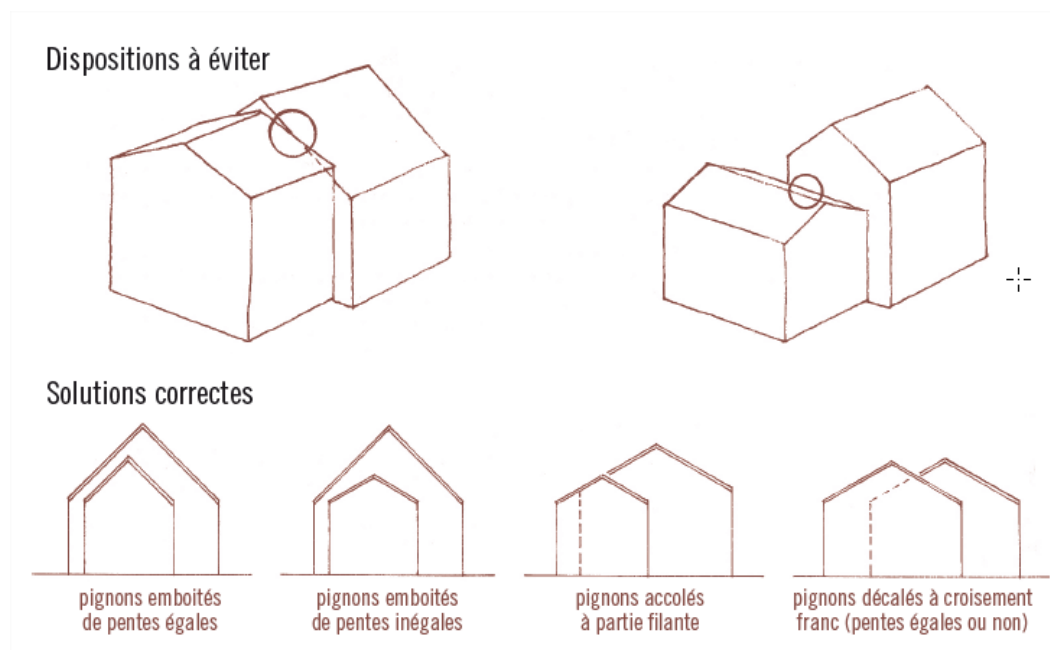 Dispositions à éviter
Solutions correctes
pignons emboités
de pentes égales
pignons emboités
de pentes inégales
pignons accolés
à partie filante
pignons décalés à croisement
franc (pentes égales ou non)